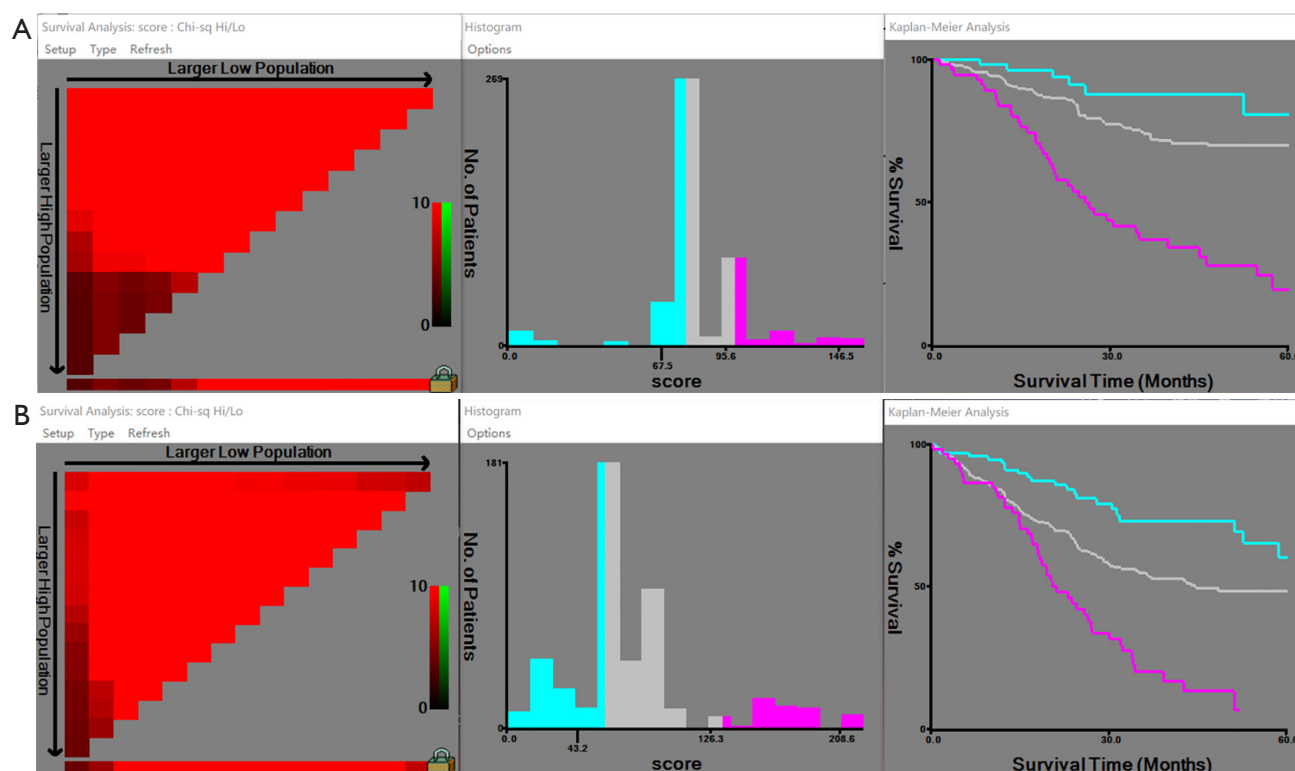 A
Survival Analysis: score : Chi-sq Hi/Lo
Setup Type Refresh
Larger Low Population
Larger High Population
10
0
Histogram
Options
No. of Patients
269
0
0.0 67.5 95.6 146.5
score
Kaplan-Meier Analysis
% Survival
100
50
0
0.0 30.0 60.0
Survival Time (Months)
B
Survival Analysis: score : Chi-sq Hi/Lo
Setup Type Refresh
Larger Low Population
Larger High Population
10
0
Histogram
Options
No. of Patients
181
0
0.0 43.2 126.3 208.6
score
Kaplan-Meier Analysis
% Survival
100
50
0
0.0 30.0 60.0
Survival Time (Months)